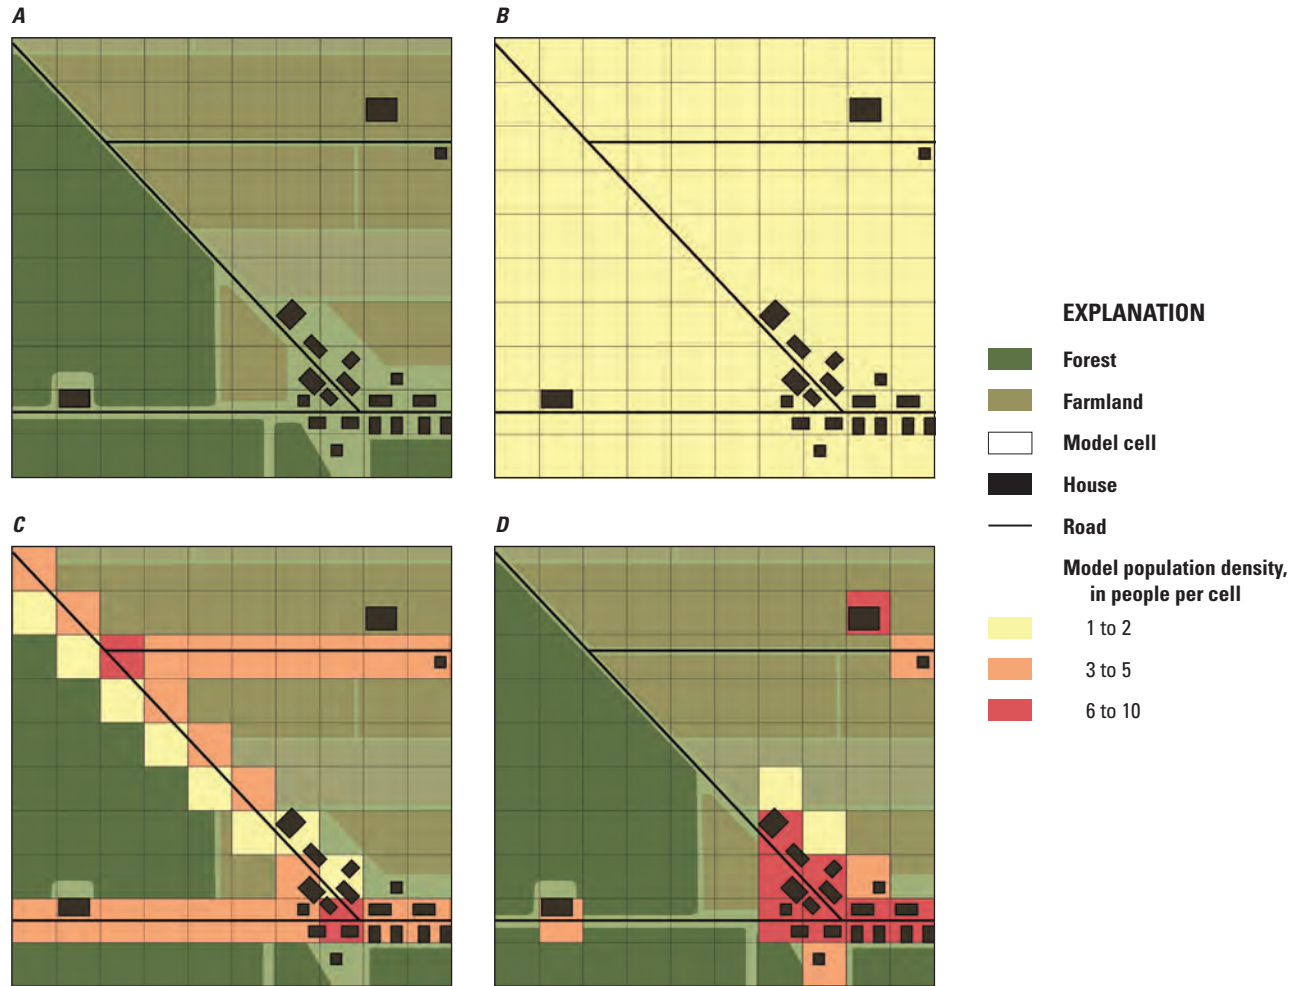 A
B
C
D
EXPLANATION
Forest
Farmland
Model cell
House
Road
Model population density,
in people per cell
1 to 2
3 to 5
6 to 10